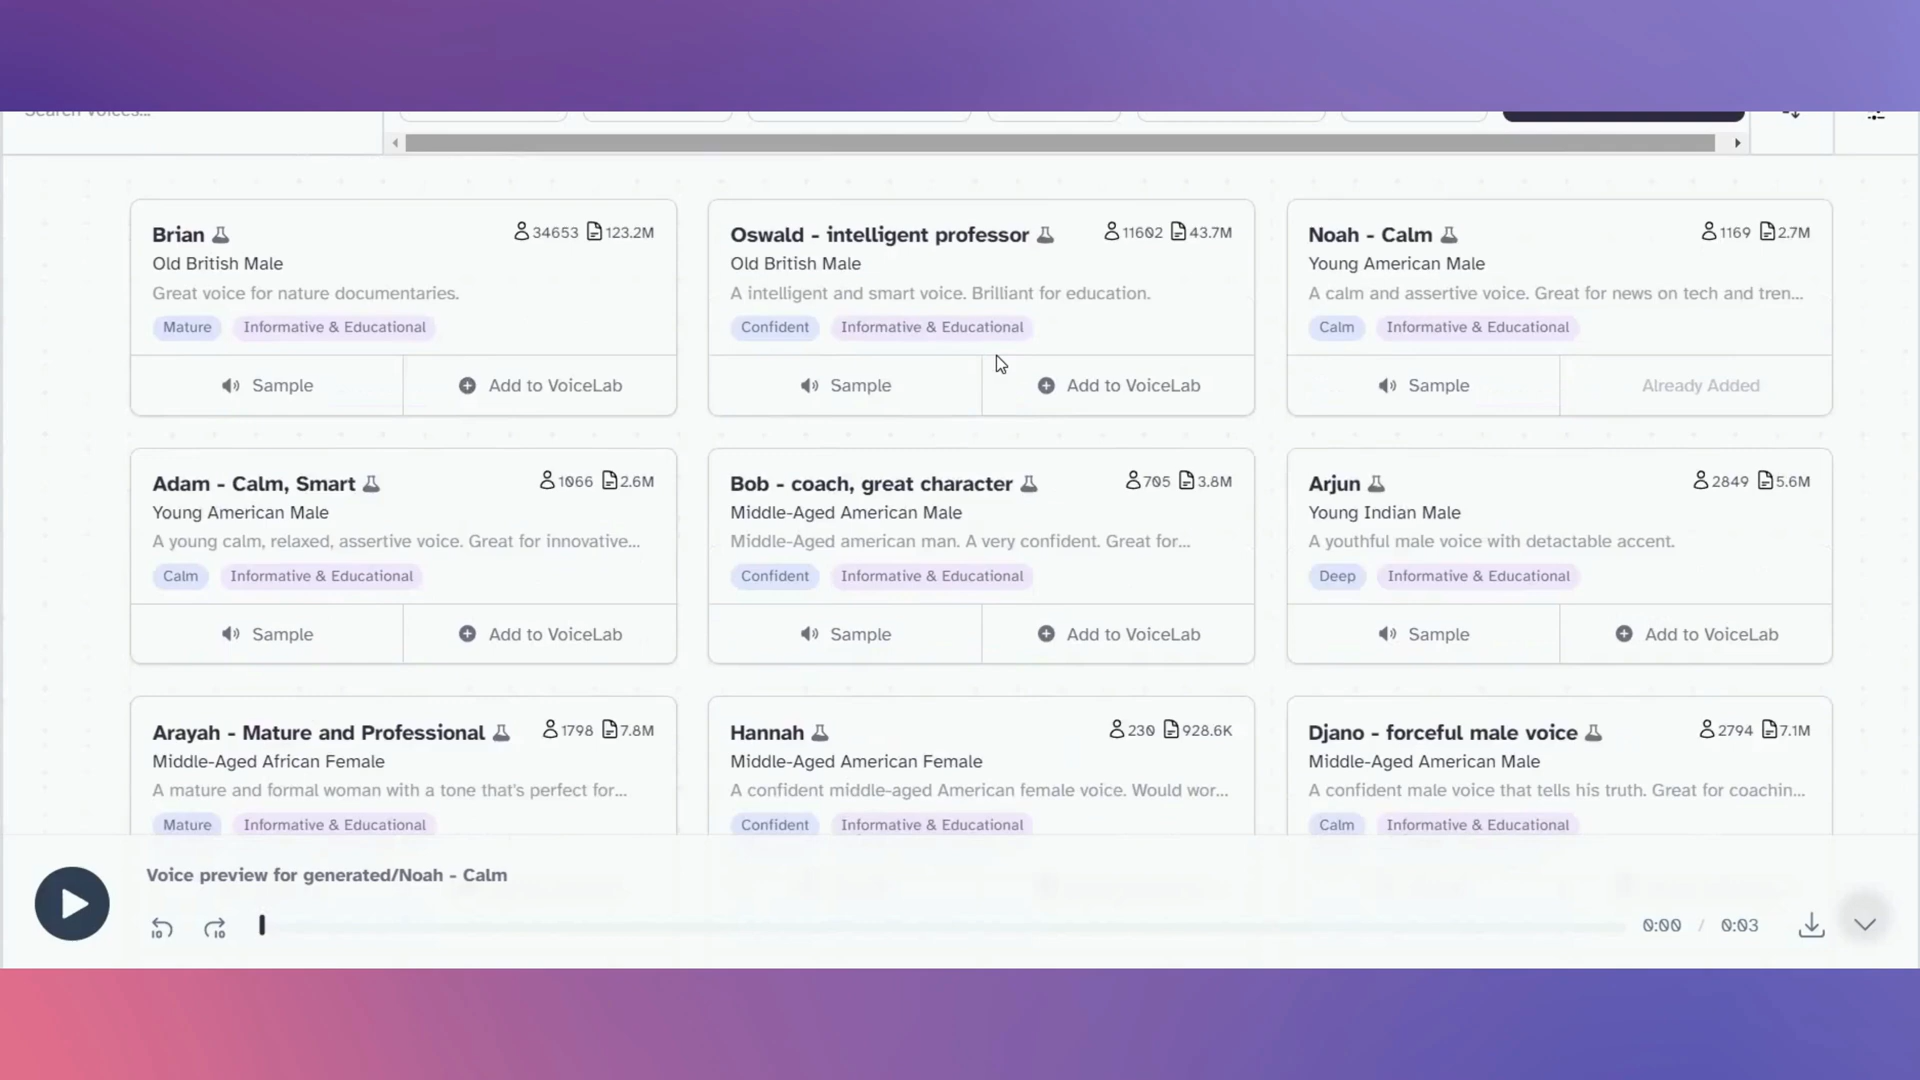 Search Voices...
Brian 34653 123.2M
Old British Male
Great voice for nature documentaries.
Mature Informative & Educational
Sample Add to VoiceLab
Oswald - intelligent professor 11602 43.7M
Old British Male
A intelligent and smart voice. Brilliant for education.
Confident Informative & Educational
Sample Add to VoiceLab
Noah - Calm 1169 2.7M
Young American Male
A calm and assertive voice. Great for news on tech and tren...
Calm Informative & Educational
Sample Already Added
Adam - Calm, Smart 1066 2.6M
Young American Male
A young calm, relaxed, assertive voice. Great for innovative...
Calm Informative & Educational
Sample Add to VoiceLab
Bob - coach, great character 705 3.8M
Middle-Aged American Male
Middle-Aged american man. A very confident. Great for...
Confident Informative & Educational
Sample Add to VoiceLab
Arjun 2849 5.6M
Young Indian Male
A youthful male voice with detactable accent.
Deep Informative & Educational
Sample Add to VoiceLab
Arayah - Mature and Professional 1798 7.8M
Middle-Aged African Female
A mature and formal woman with a tone that's perfect for...
Mature Informative & Educational
Hannah 230 928.6K
Middle-Aged American Female
A confident middle-aged American female voice. Would wor...
Confident Informative & Educational
Djano - forceful male voice 2794 7.1M
Middle-Aged American Male
A confident male voice that tells his truth. Great for coachin...
Calm Informative & Educational
Voice preview for generated/Noah - Calm
10 10 0:00 / 0:03